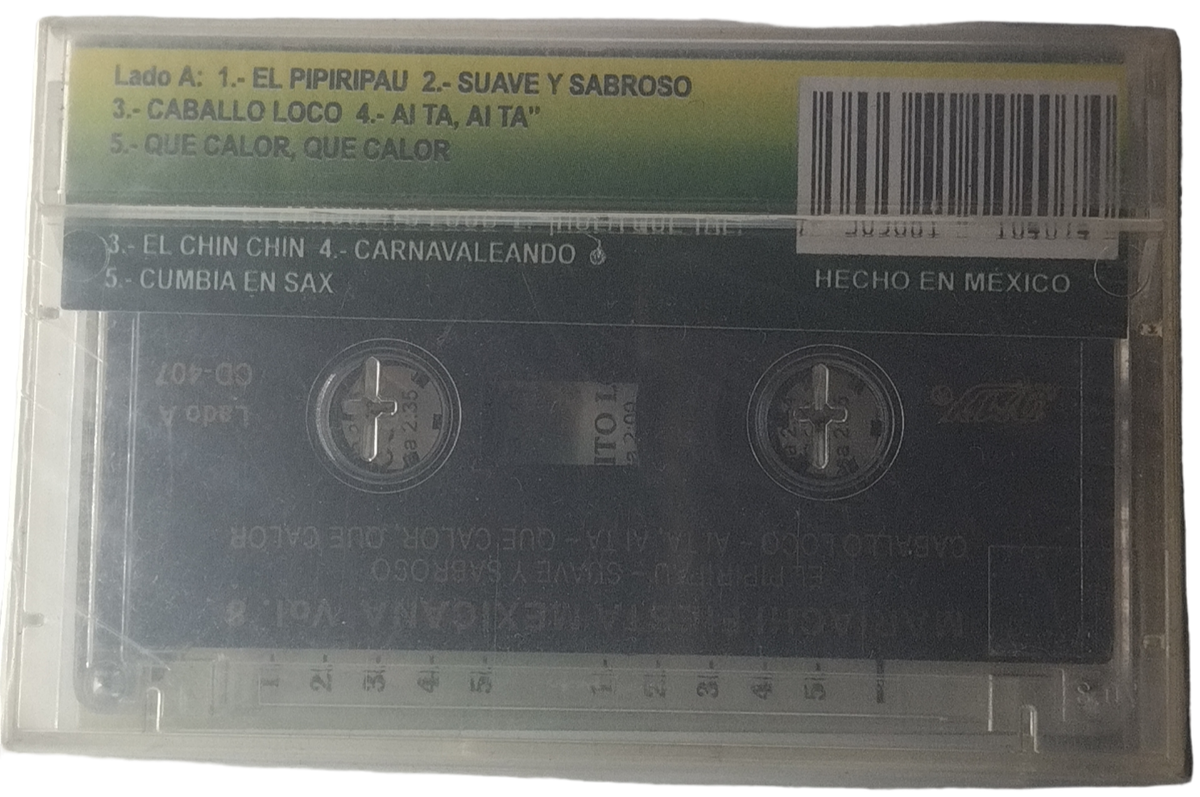 Lado A: 1.- EL PIPIRIPAU 2.- SUAVE Y SABROSO
3.- CABALLO LOCO 4.- AI TA, AI TA"
5.- QUE CALOR, QUE CALOR
3.- EL CHIN CHIN 4.- CARNAVALEANDO
5.- CUMBIA EN SAX
HECHO EN MÉXICO
CD-407
Lado A
ITO L
a 2:35
MARIACHI FIESTA MEXICANA Vol. 8
EL PIPIRIPAU - SUAVE Y SABROSO
CABALLO LOCO - AI TA, AI TA - QUE CALOR, QUE CALOR
1.- 2.- 3.- 4.- 5.- 1.- 2.- 3.- 4.- 5.-